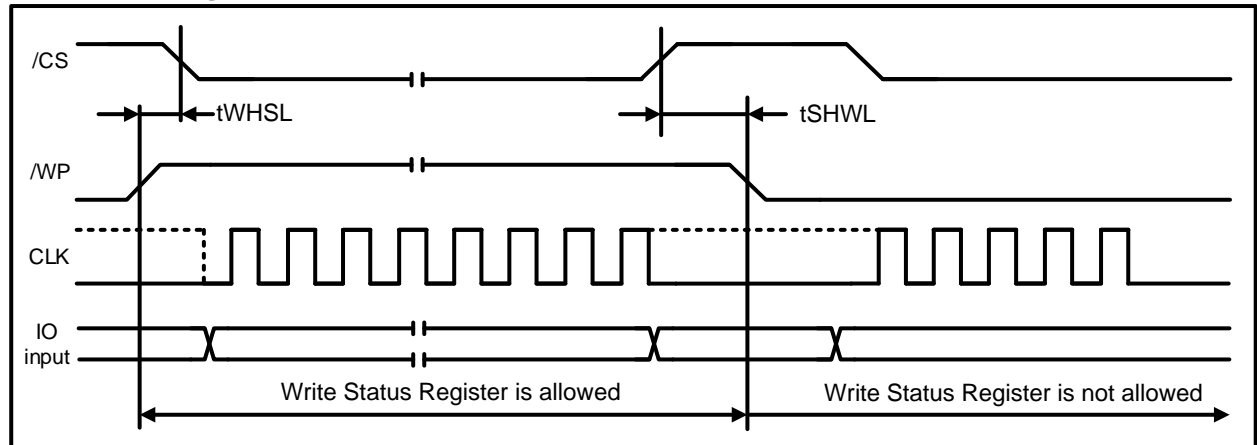 /CS
tWHSL
tSHWL
/WP
CLK
IO
input
Write Status Register is allowed
Write Status Register is not allowed